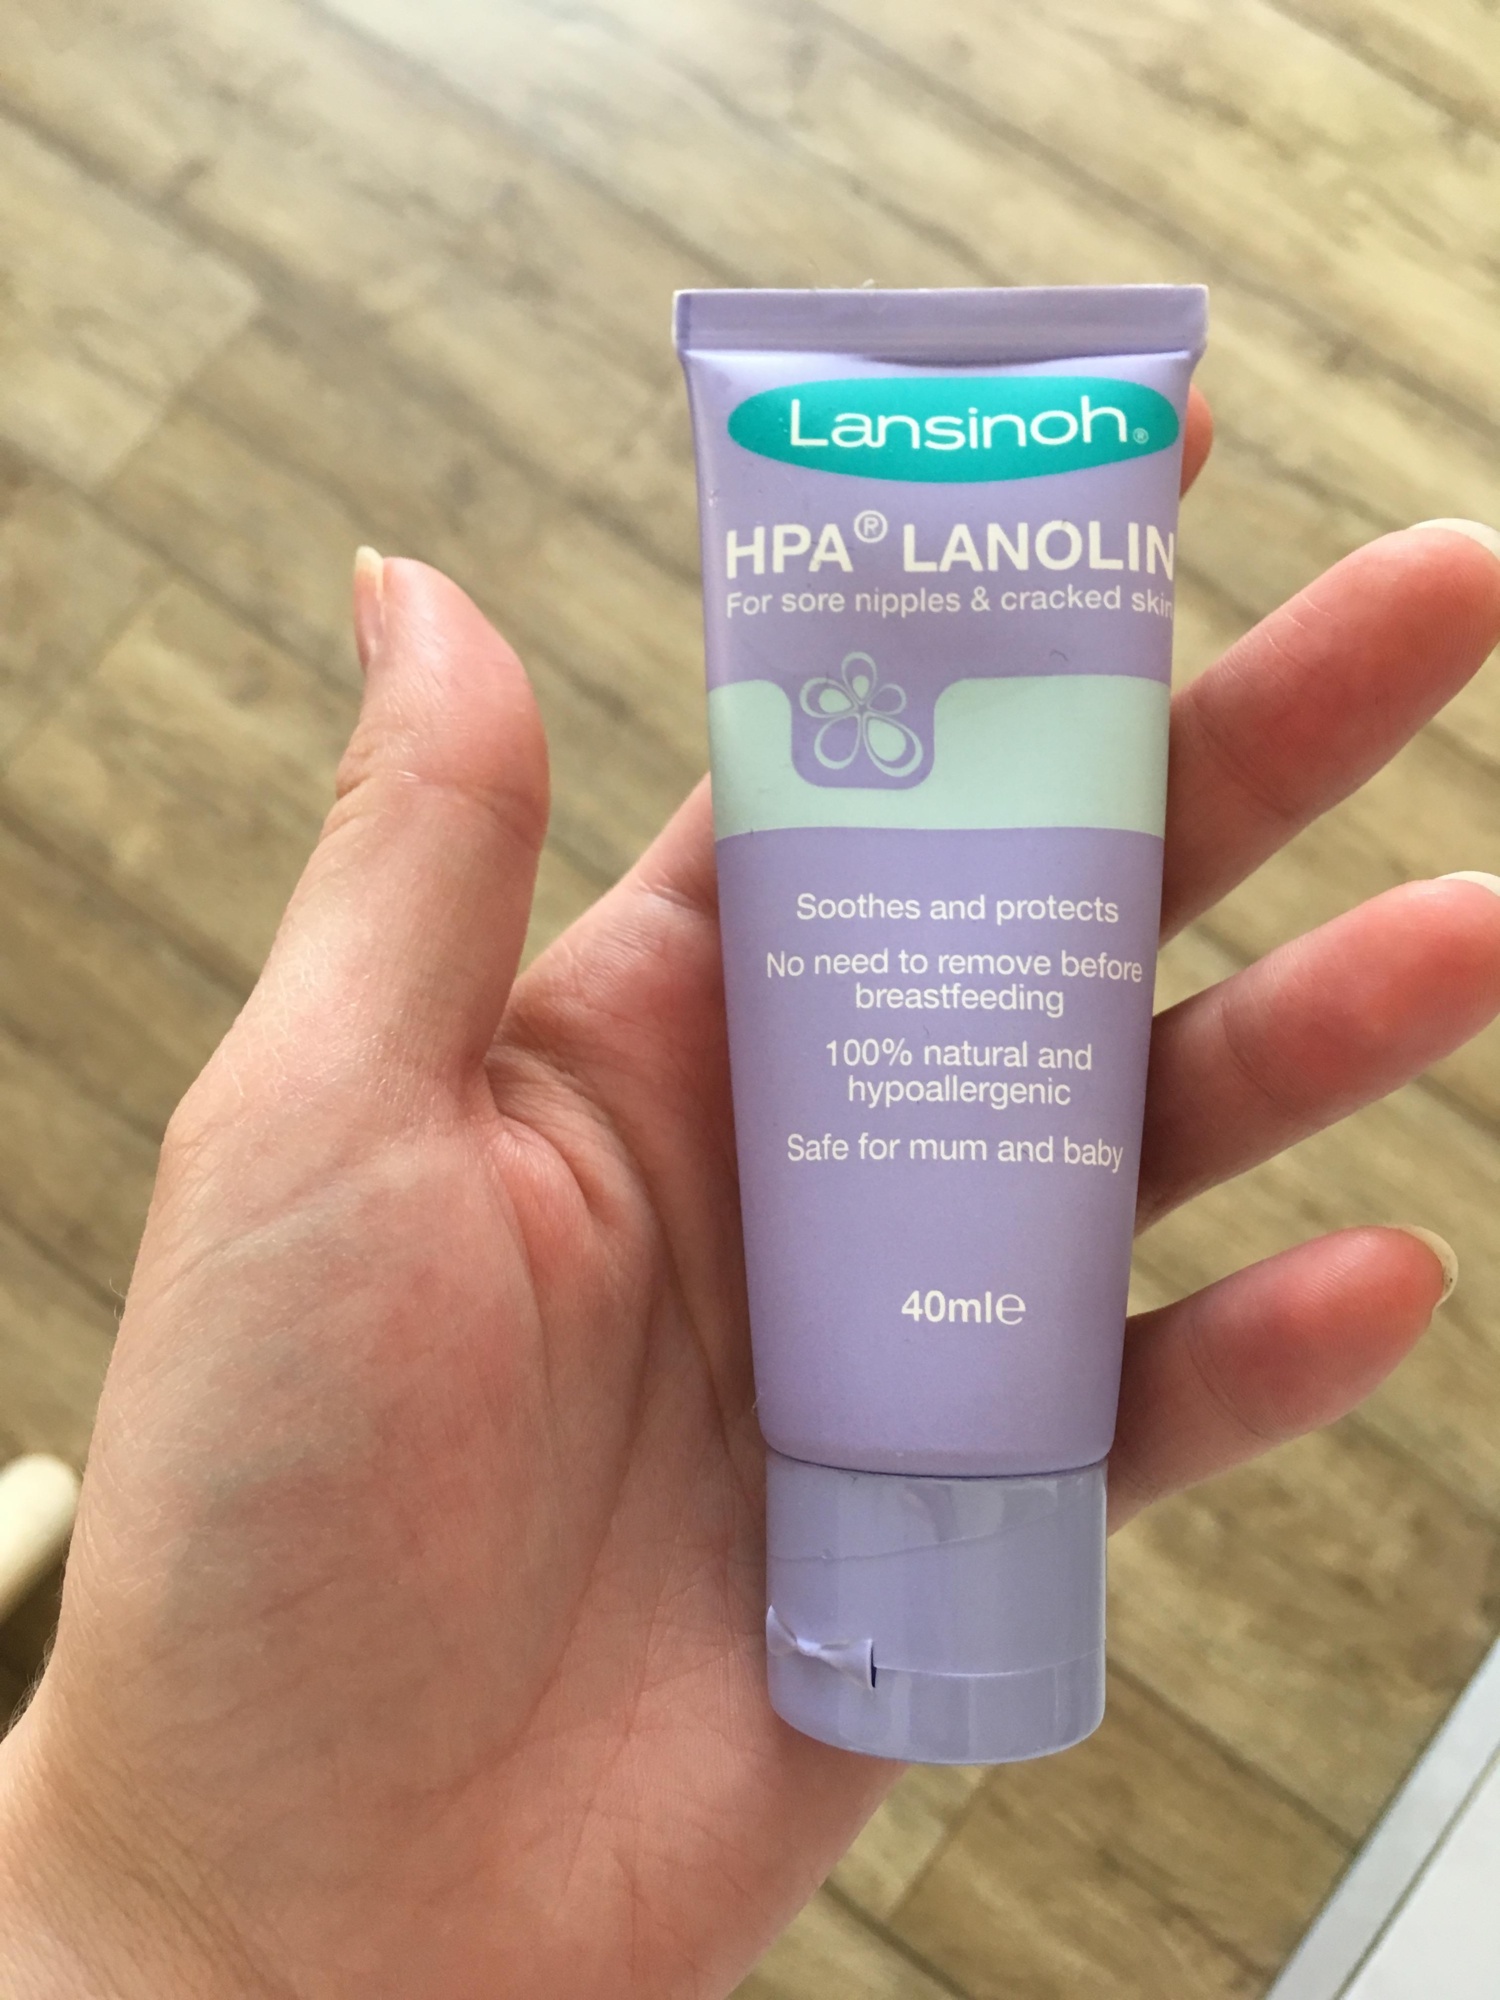 Lansinoh®
HPA® LANOLIN
For sore nipples & cracked skin
Soothes and protects
No need to remove before
breastfeeding
100% natural and
hypoallergenic
Safe for mum and baby
40ml℮